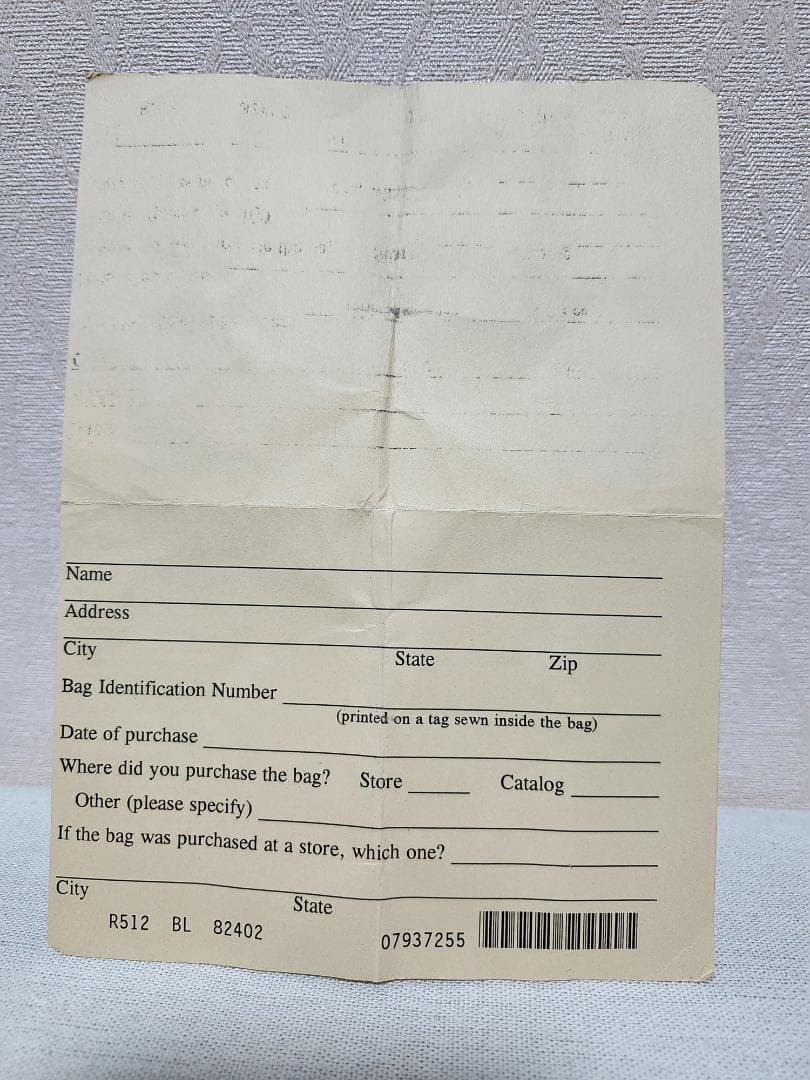 Name
Address
City State Zip
Bag Identification Number
(printed on a tag sewn inside the bag)
Date of purchase
Where did you purchase the bag? Store Catalog
Other (please specify)
If the bag was purchased at a store, which one?
City State
R512 BL 82402 07937255